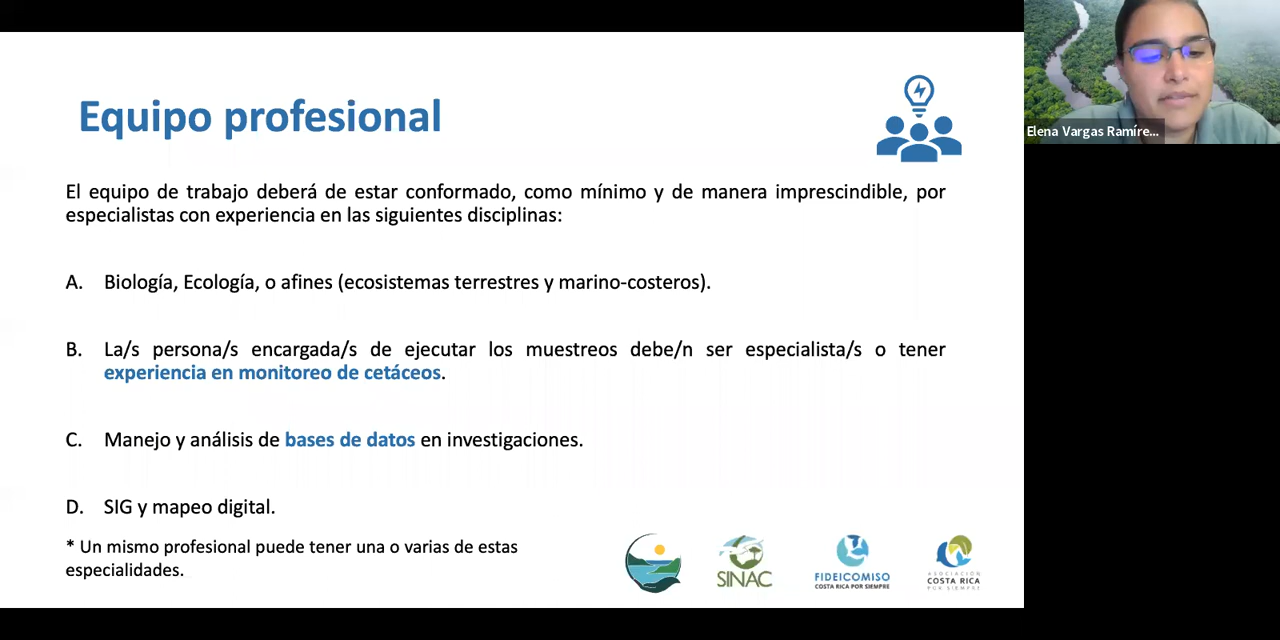 Equipo profesional
Elena Vargas Ramíre...
El equipo de trabajo deberá de estar conformado, como mínimo y de manera imprescindible, por
especialistas con experiencia en las siguientes disciplinas:
A. Biología, Ecología, o afines (ecosistemas terrestres y marino-costeros).
B. La/s persona/s encargada/s de ejecutar los muestreos debe/n ser especialista/s o tener
experiencia en monitoreo de cetáceos.
C. Manejo y análisis de bases de datos en investigaciones.
D. SIG y mapeo digital.
* Un mismo profesional puede tener una o varias de estas
especialidades.
SINAC
FIDEICOMISO
COSTA RICA POR SIEMPRE
ASOCIACIÓN
COSTA RICA
POR SIEMPRE